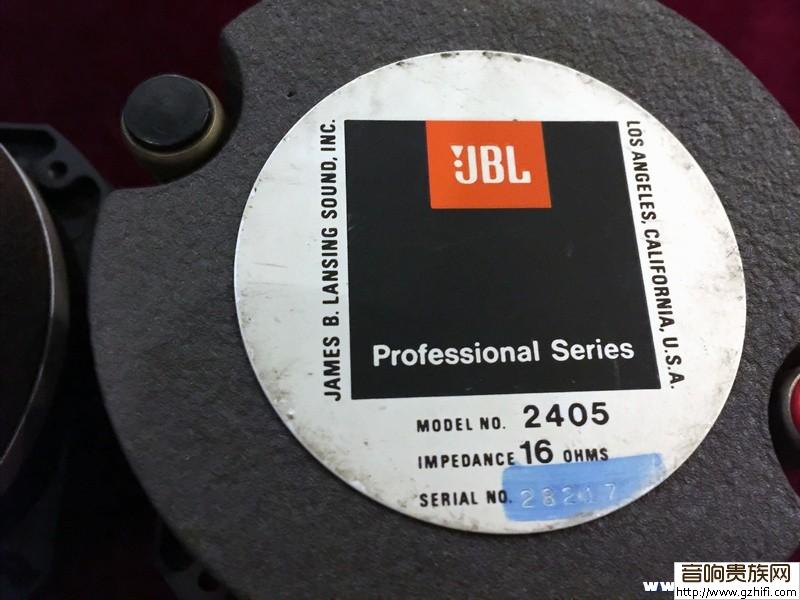 JBL
JAMES B. LANSING SOUND, INC.
LOS ANGELES, CALIFORNIA, U.S.A.
Professional Series
MODEL NO. 2405
IMPEDANCE 16 OHMS
SERIAL NO. 28217
音响贵族网
http://www.gzhifi.com